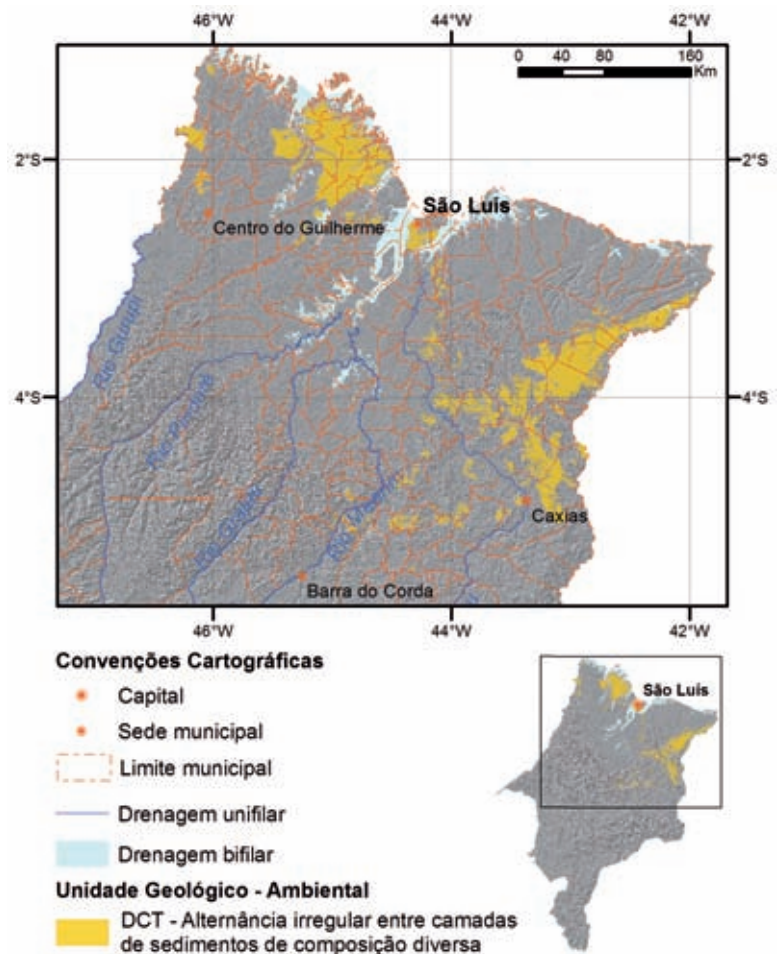 46°W 44°W 42°W
0 40 80 160
Km
2°S 2°S
São Luís
Centro do Guilherme
Rio Gurupi
Rio Pindaré
4°S 4°S
Rio Grajaú
Rio Mearim
Caxias
Barra do Corda
46°W 44°W 42°W
Convenções Cartográficas
Capital
Sede municipal
Limite municipal
Drenagem unifilar
Drenagem bifilar
Unidade Geológico - Ambiental
DCT - Alternância irregular entre camadas
de sedimentos de composição diversa
São Luís